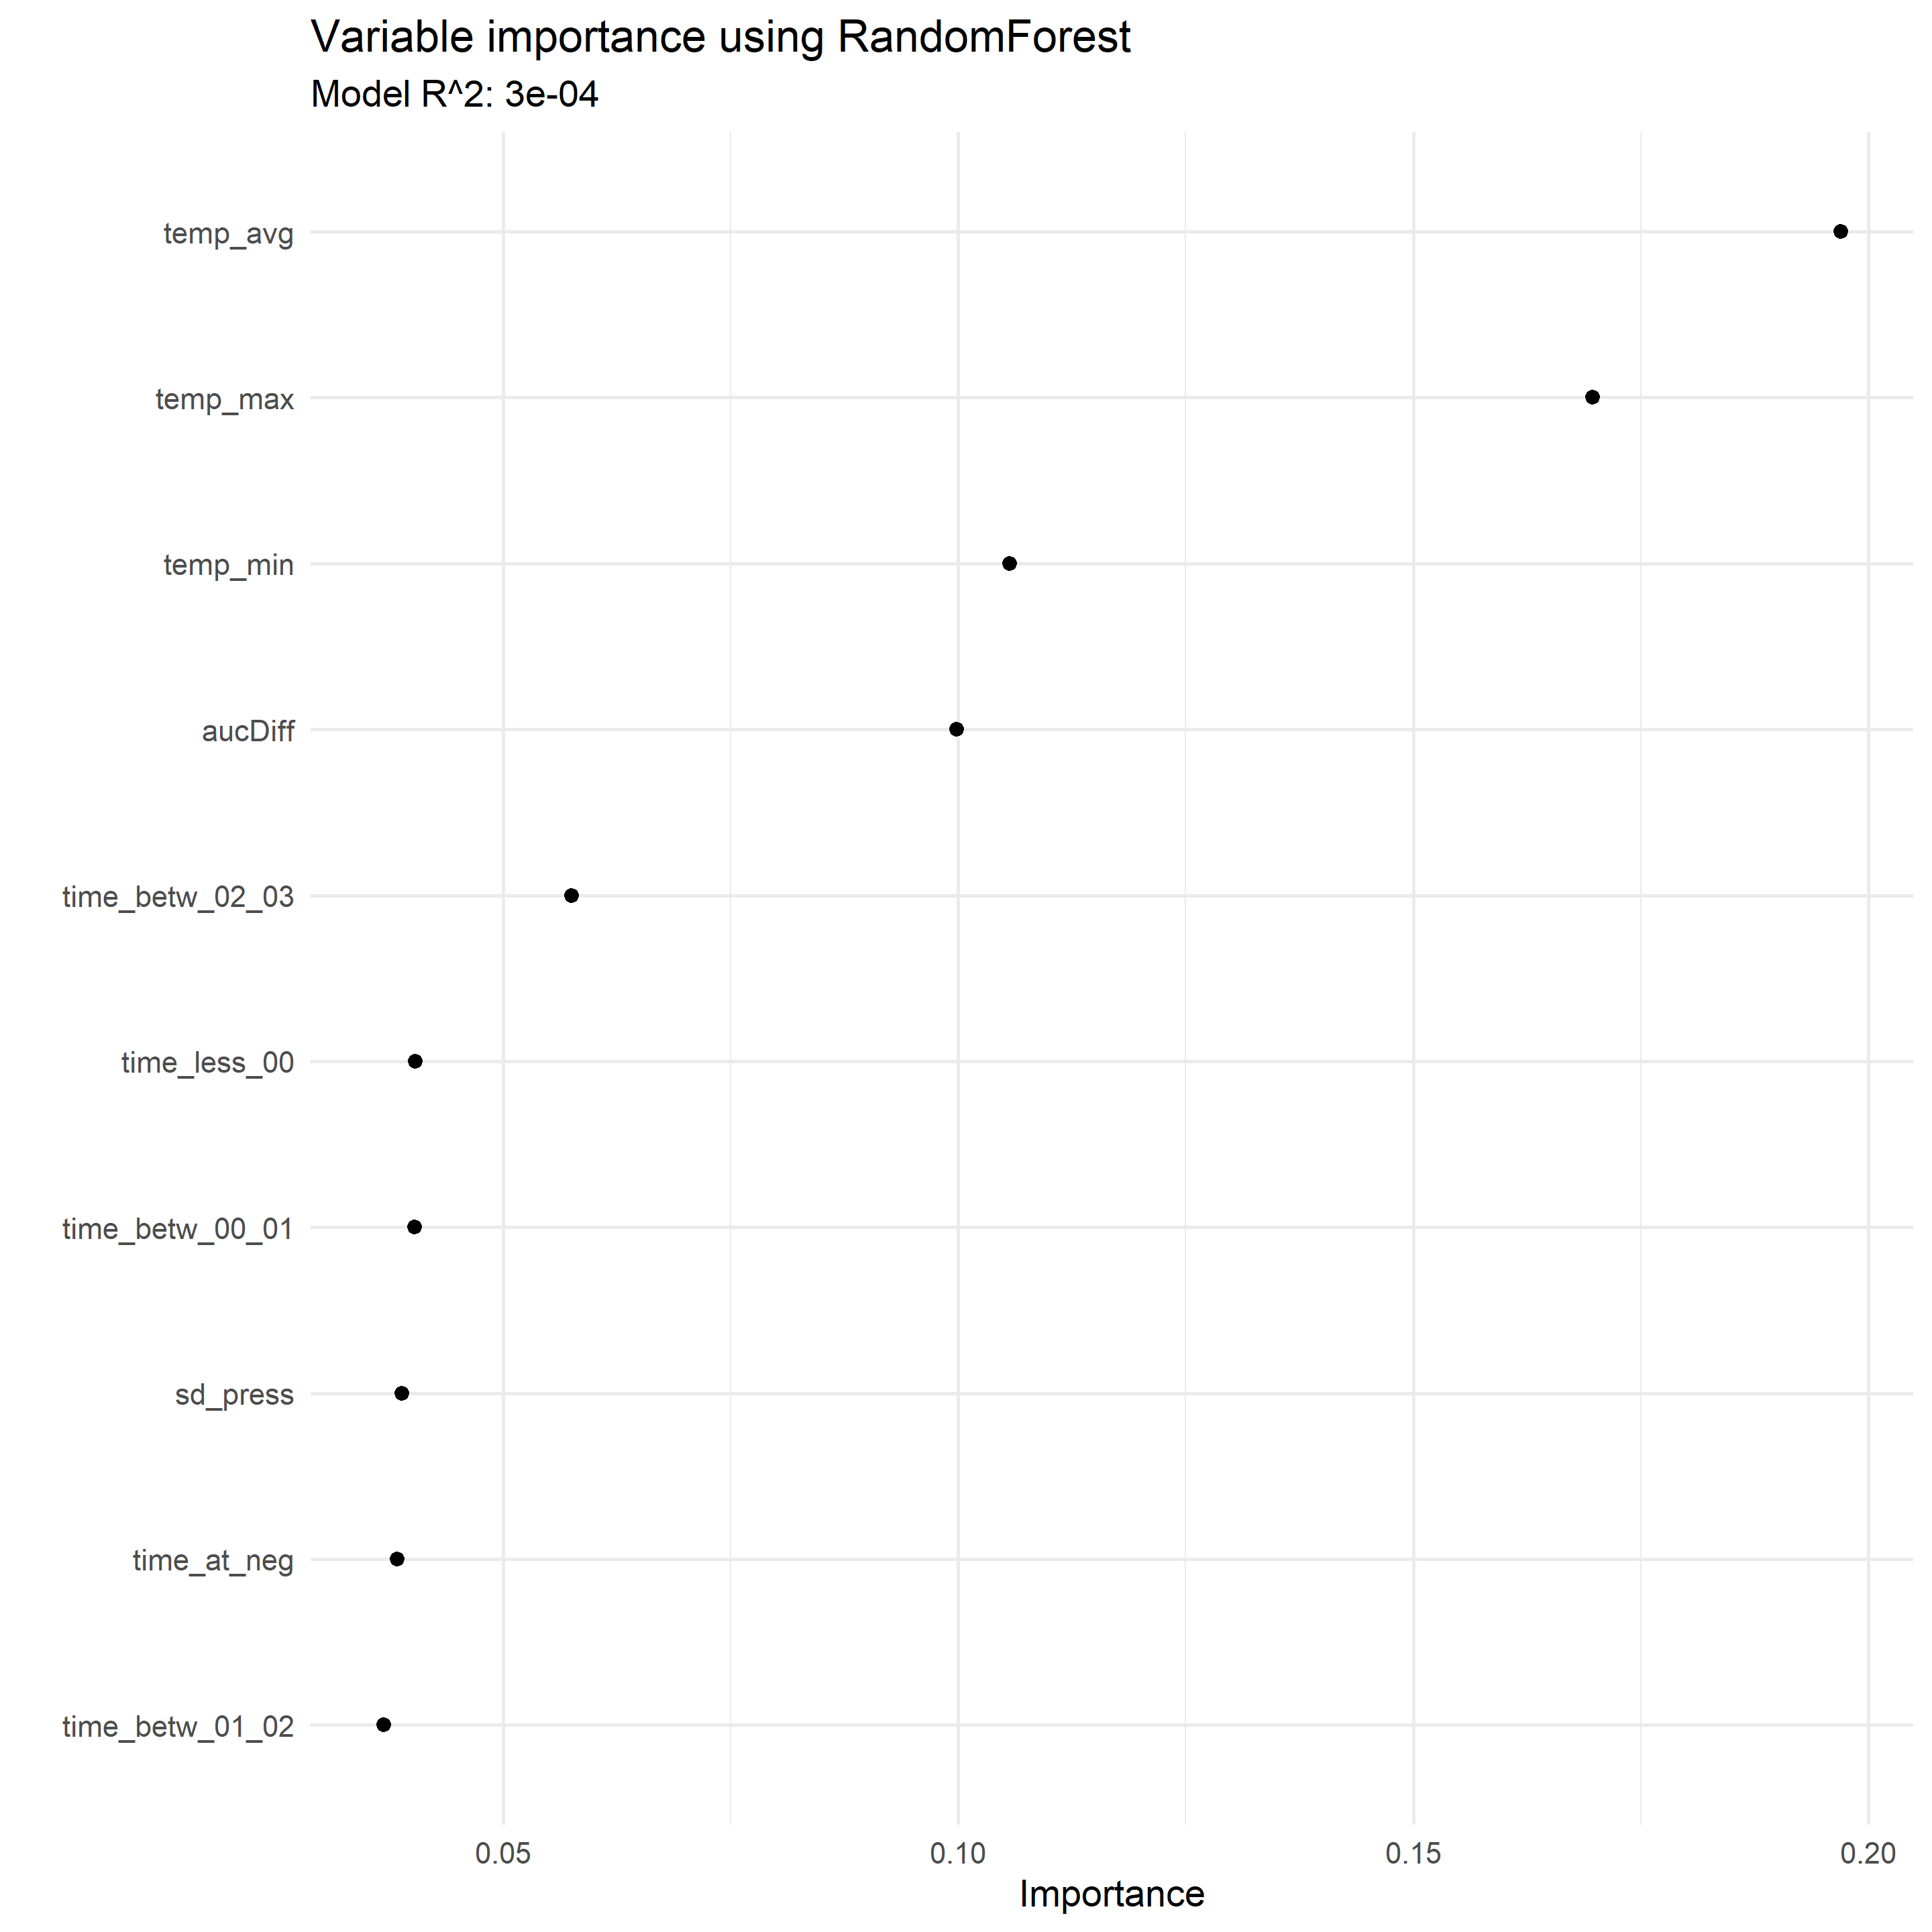 Variable importance using RandomForest
Model R^2: 3e-04
temp_avg
temp_max
temp_min
aucDiff
time_betw_02_03
time_less_00
time_betw_00_01
sd_press
time_at_neg
time_betw_01_02
0.05 0.10 0.15 0.20
Importance